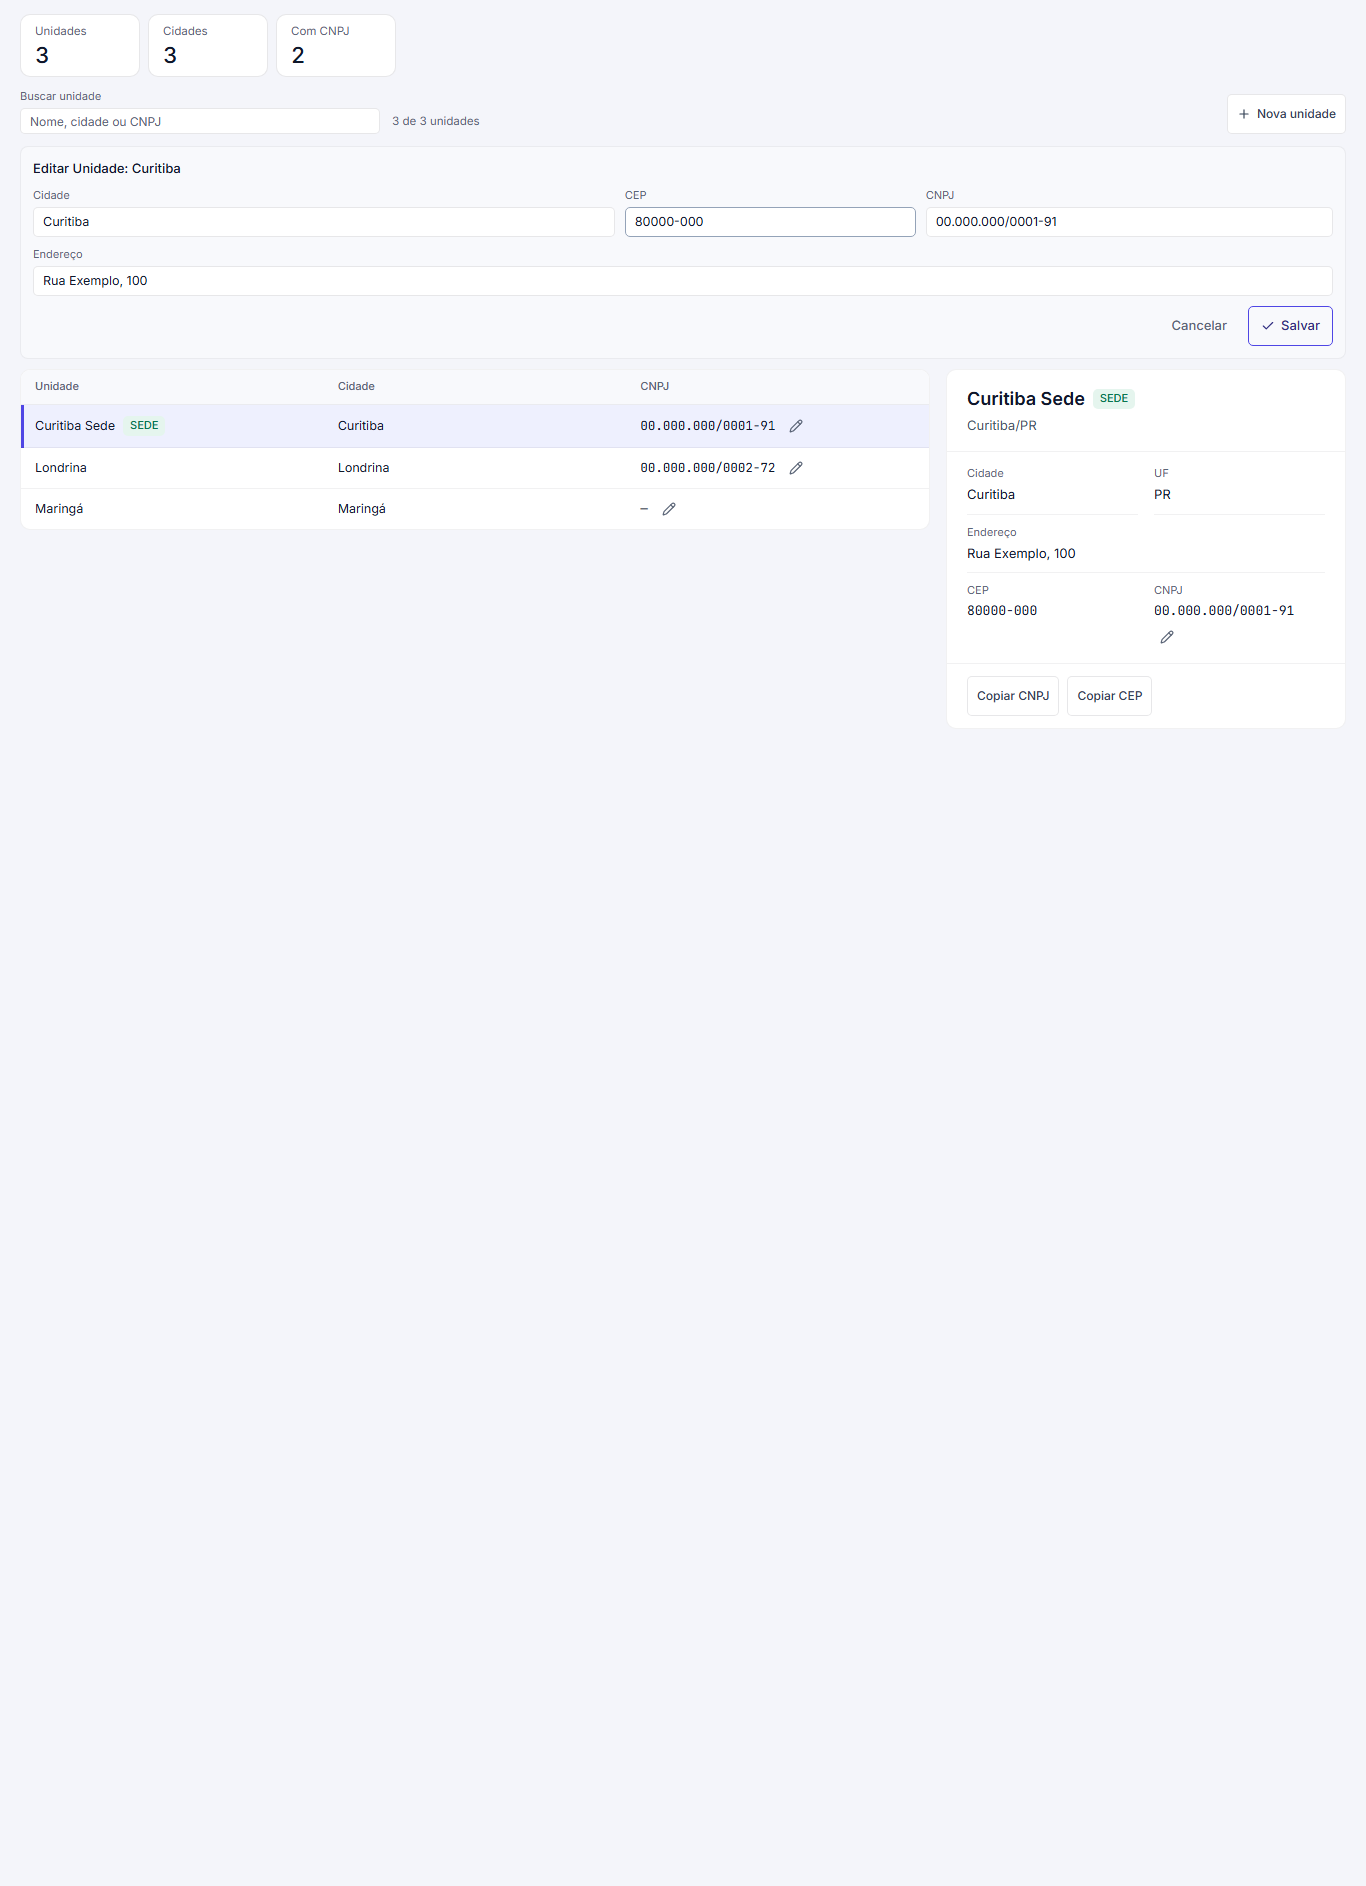 Unidades
3
Cidades
3
Com CNPJ
2
Buscar unidade
Nome, cidade ou CNPJ
3 de 3 unidades
Nova unidade
Editar Unidade: Curitiba
Cidade
CEP
CNPJ
Curitiba
80000-000
00.000.000/0001-91
Endereço
Rua Exemplo, 100
Cancelar
Salvar
Unidade
Cidade
CNPJ
Curitiba Sede
SEDE
Curitiba
00.000.000/0001-91
Londrina
Londrina
00.000.000/0002-72
Maringá
Maringá
–
Curitiba Sede
SEDE
Curitiba/PR
Cidade
UF
Curitiba
PR
Endereço
Rua Exemplo, 100
CEP
CNPJ
80000-000
00.000.000/0001-91
Copiar CNPJ
Copiar CEP